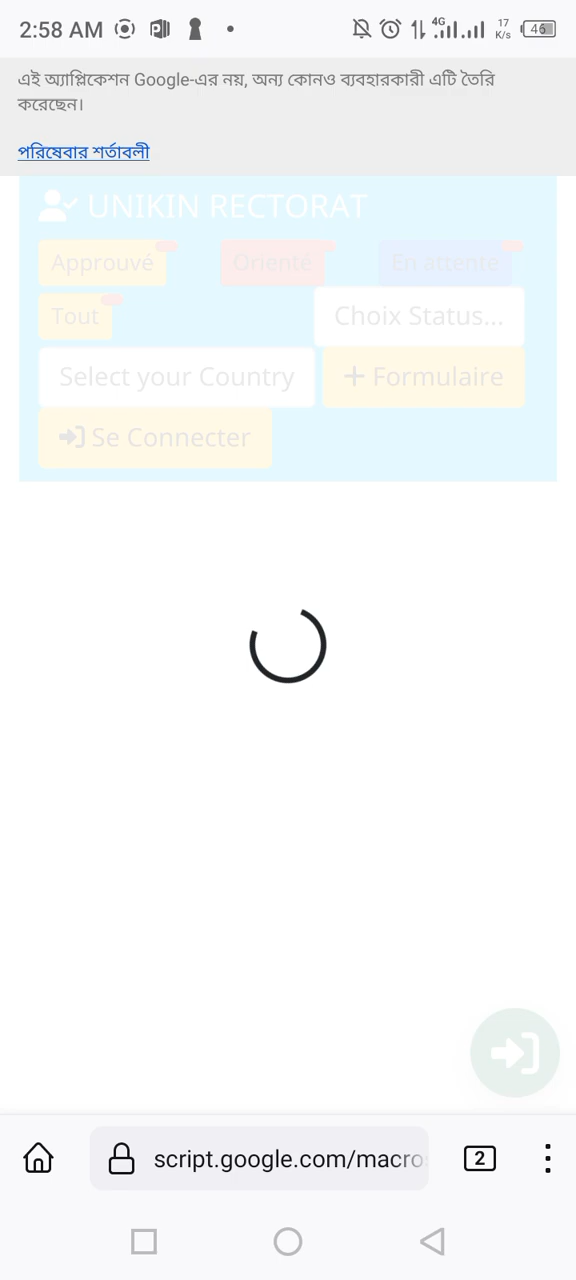 2:58 AM
4G
17
K/s
46
এই অ্যাপ্লিকেশন Google-এর নয়, অন্য কোনও ব্যবহারকারী এটি তৈরি
করেছেন।
পরিষেবার শর্তাবলী
UNIKIN RECTORAT
Approuvé Orienté En attente
Tout Choix Status...
Select your Country + Formulaire
Se Connecter
script.google.com/macro
2